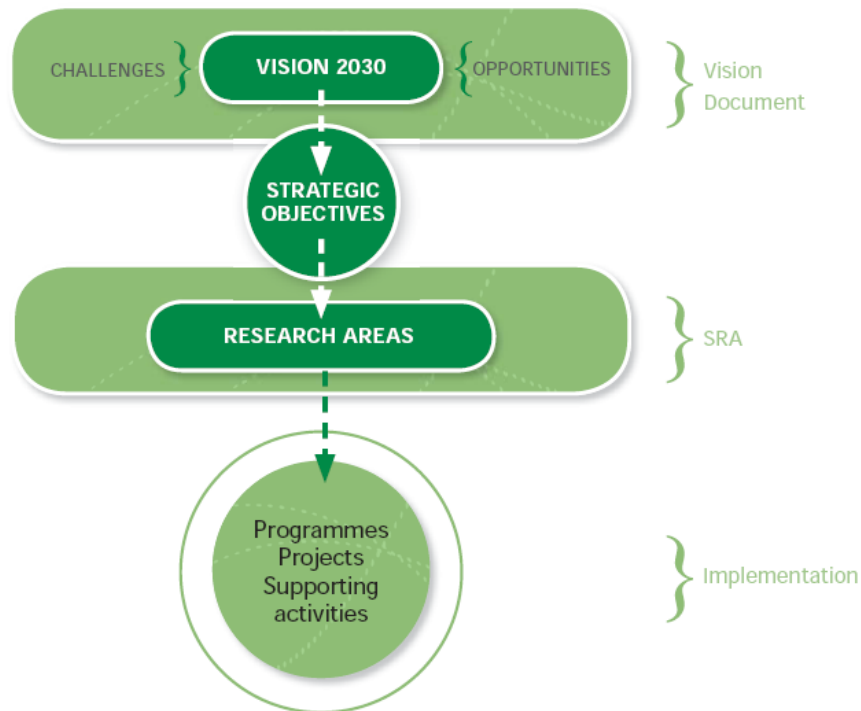 CHALLENGES
VISION 2030
OPPORTUNITIES
Vision
Document
STRATEGIC
OBJECTIVES
RESEARCH AREAS
SRA
Programmes
Projects
Supporting
activities
Implementation